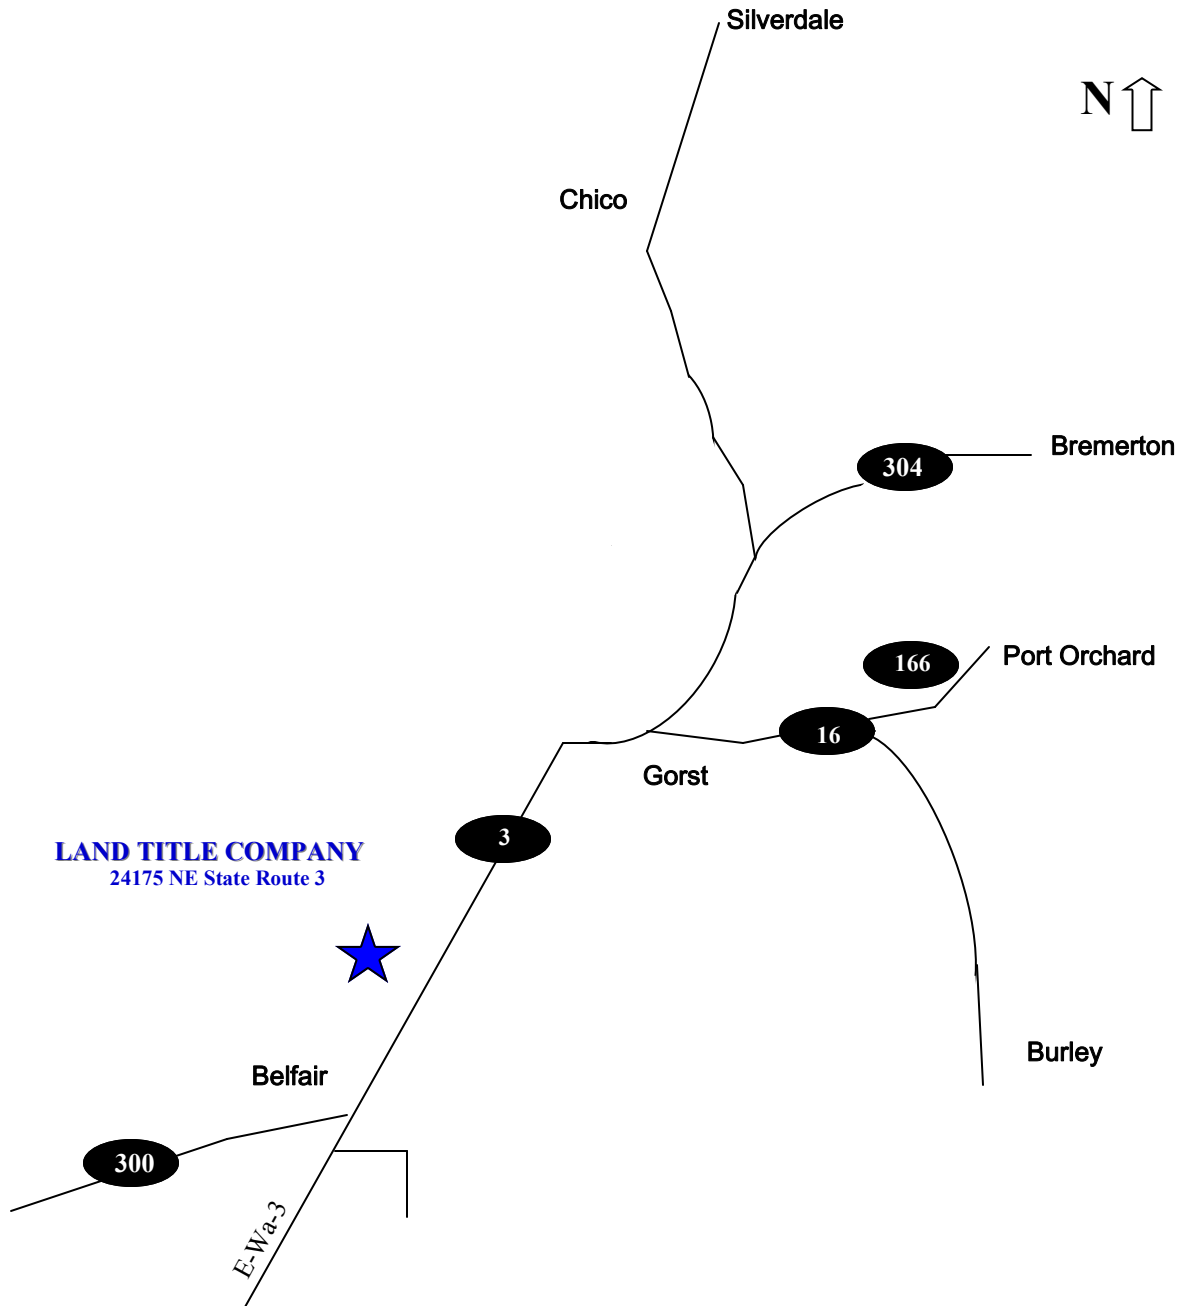 Silverdale
N
Chico
Bremerton
304
Port Orchard
166
16
Gorst
3
LAND TITLE COMPANY
24175 NE State Route 3
Burley
Belfair
300
E-Wa-3